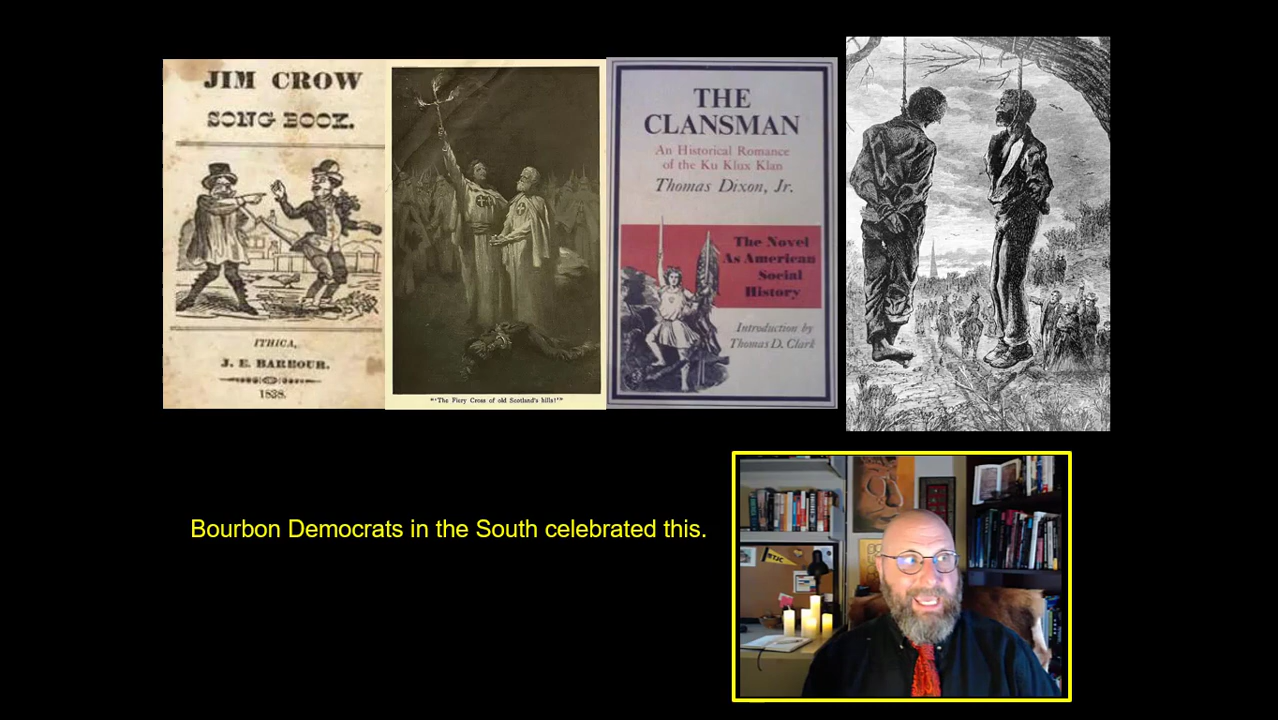 JIM CROW
SONG BOOK.
ITHICA,
J. E. BARBOUR.
1838.
"'The Fiery Cross of old Scotland's hills!'"
THE
CLANSMAN
An Historical Romance
of the Ku Klux Klan
Thomas Dixon, Jr.
The Novel
As American
Social
History
Introduction by
Thomas D. Clark
Bourbon Democrats in the South celebrated this.